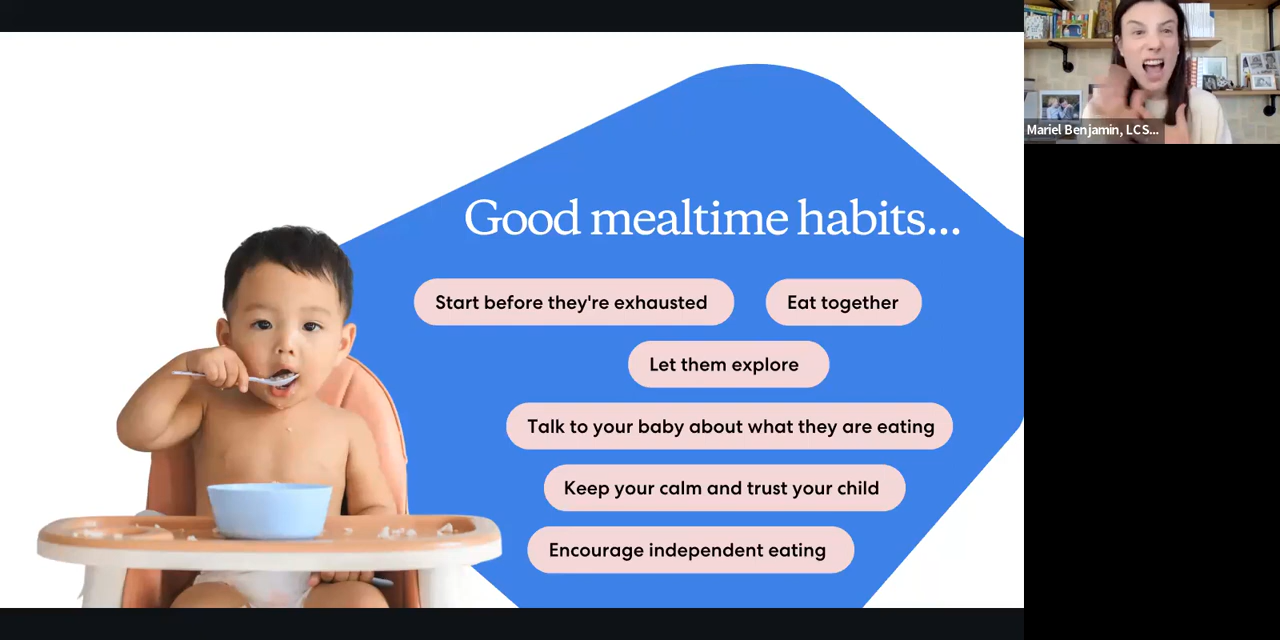 Mariel Benjamin, LCS...
Good mealtime habits...
Start before they're exhausted
Eat together
Let them explore
Talk to your baby about what they are eating
Keep your calm and trust your child
Encourage independent eating